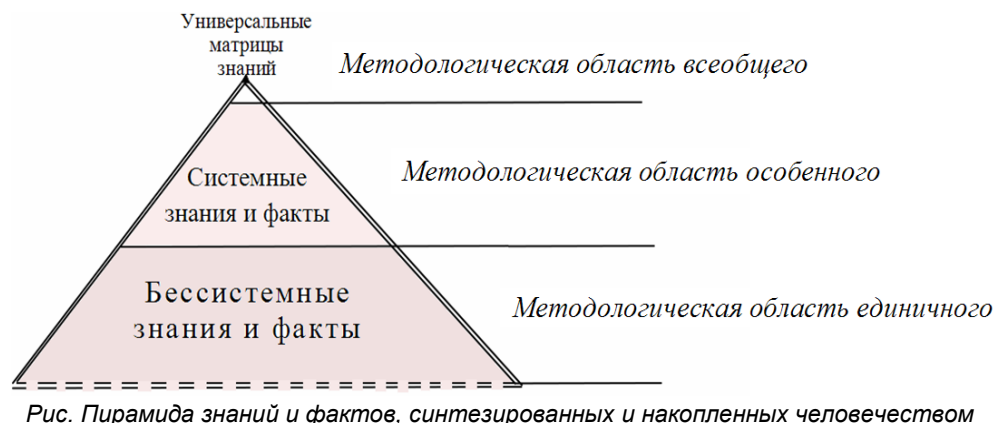 Универсальные
матрицы
знаний
Методологическая область всеобщего
Системные
знания и факты
Методологическая область особенного
Бессистемные
знания и факты
Методологическая область единичного
Рис. Пирамида знаний и фактов, синтезированных и накопленных человечеством